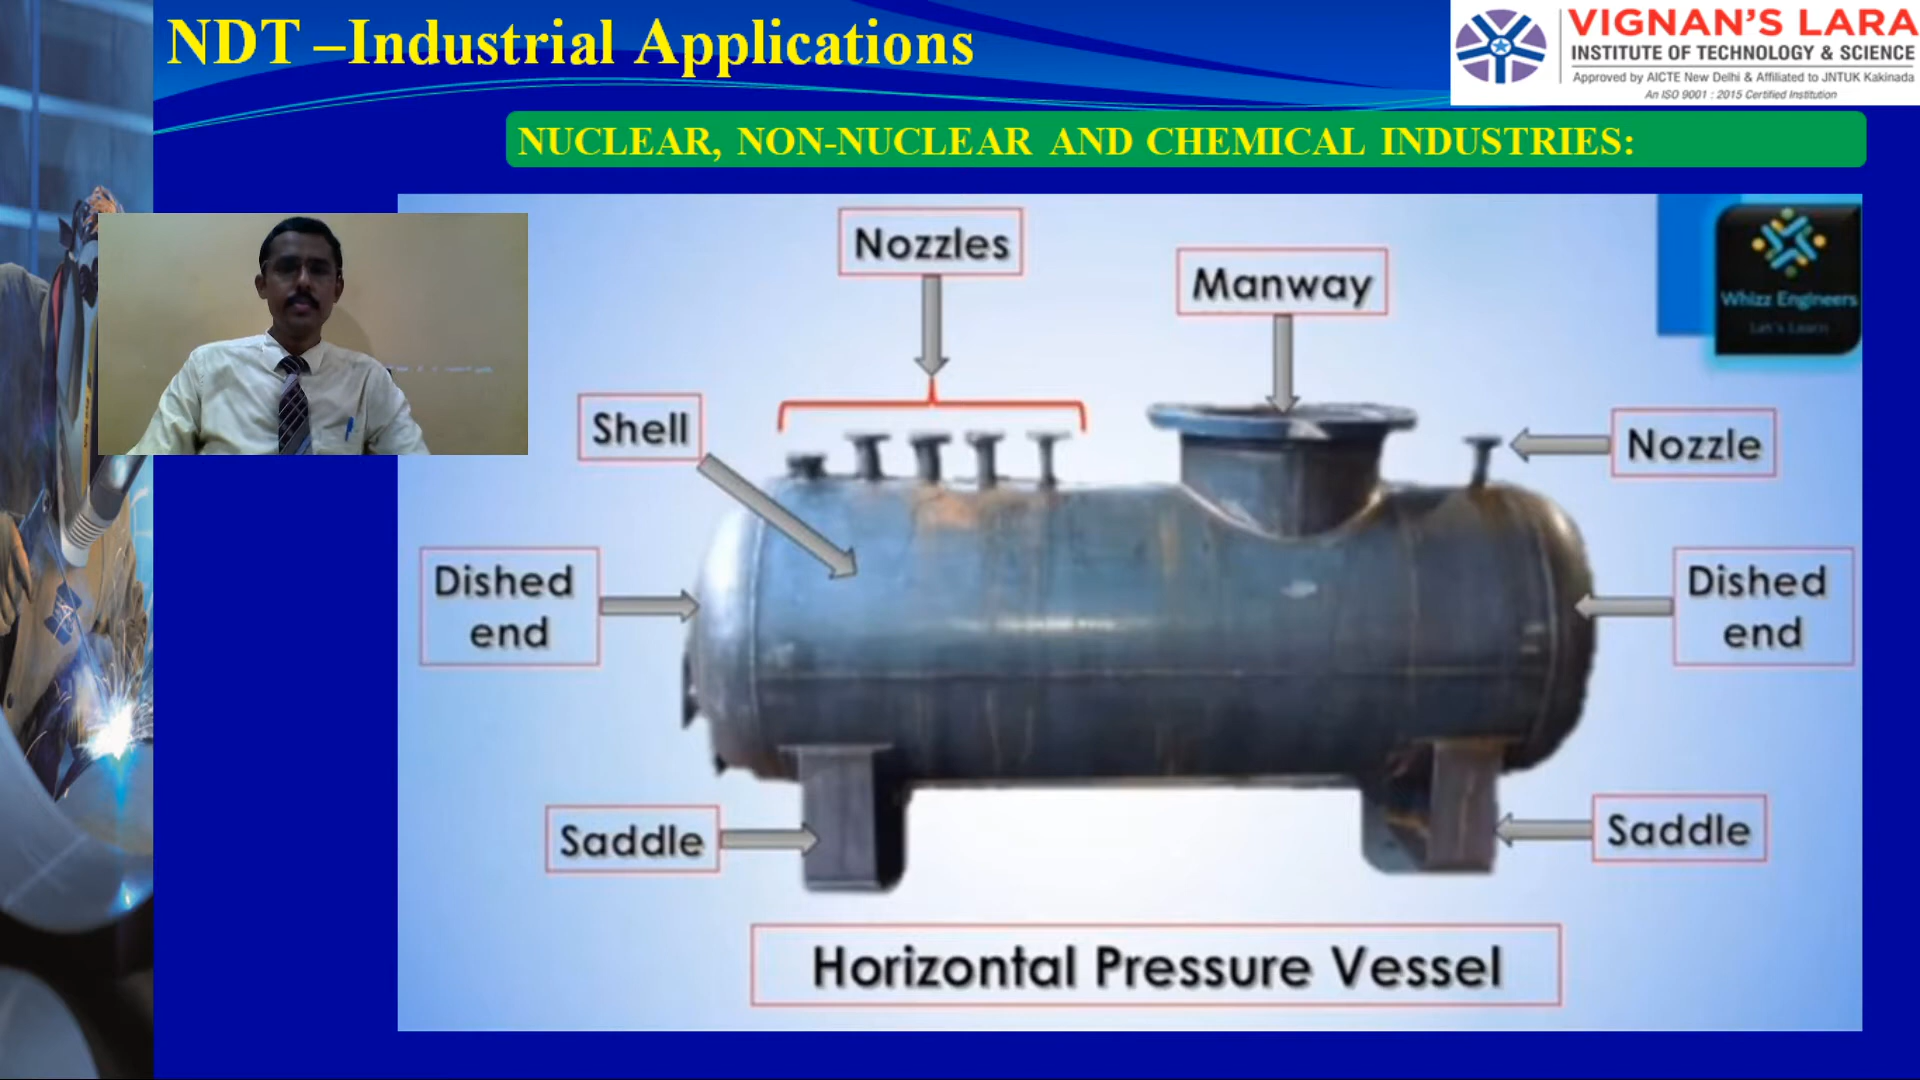 NDT –Industrial Applications
VIGNAN'S LARA
INSTITUTE OF TECHNOLOGY & SCIENCE
Approved by AICTE New Delhi & Affiliated to JNTUK Kakinada
An ISO 9001 : 2015 Certified Institution
NUCLEAR, NON-NUCLEAR AND CHEMICAL INDUSTRIES:
Nozzles
Manway
Whizz Engineers
Let's Learn
Shell
Nozzle
Dished
end
Dished
end
Saddle
Saddle
Horizontal Pressure Vessel